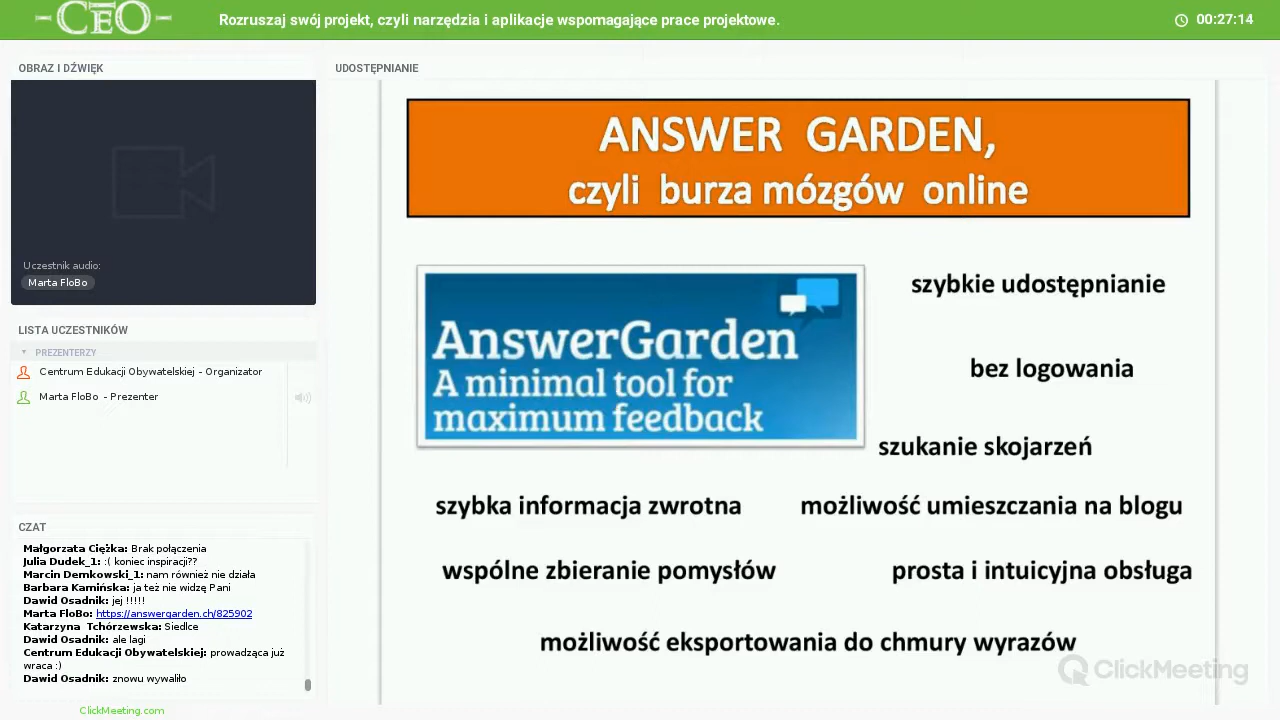 CEO
Rozruszaj swój projekt, czyli narzędzia i aplikacje wspomagające prace projektowe.
00:27:14
OBRAZ I DŹWIĘK
Uczestnik audio:
Marta FloBo
LISTA UCZESTNIKÓW
PREZENTERZY
Centrum Edukacji Obywatelskiej - Organizator
Marta FloBo - Prezenter
CZAT
Małgorzata Ciężka: Brak połączenia
Julia Dudek_1: :( koniec inspiracji??
Marcin Demkowski_1: nam również nie działa
Barbara Kamińska: ja też nie widzę Pani
Dawid Osadnik: jej !!!!!
Marta FloBo: https://answergarden.ch/825902
Katarzyna Tchórzewska: Siedlce
Dawid Osadnik: ale lagi
Centrum Edukacji Obywatelskiej: prowadząca już
wraca :)
Dawid Osadnik: znowu wywaliło
ClickMeeting.com
UDOSTĘPNIANIE
ANSWER GARDEN,
czyli burza mózgów online
AnswerGarden
A minimal tool for
maximum feedback
szybkie udostępnianie
bez logowania
szukanie skojarzeń
szybka informacja zwrotna
możliwość umieszczania na blogu
wspólne zbieranie pomysłów
prosta i intuicyjna obsługa
możliwość eksportowania do chmury wyrazów
ClickMeeting